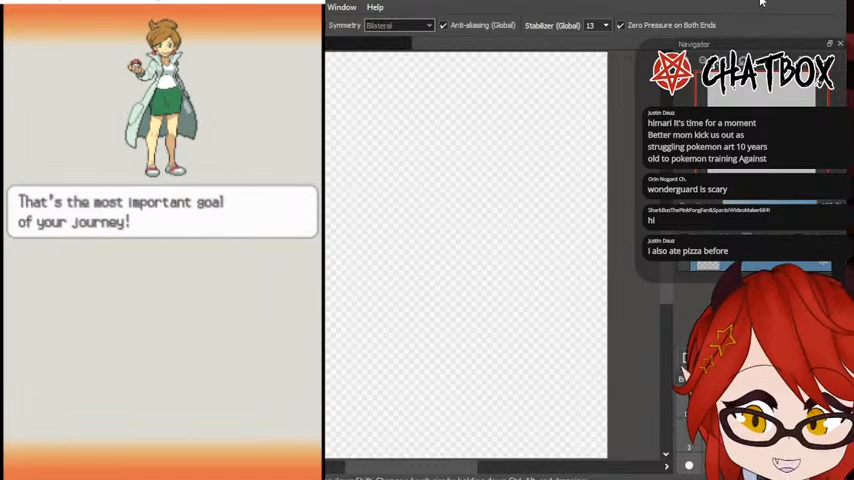 Window Help
Symmetry Bilateral Anti-aliasing (Global) Stabilizer (Global) 13 Zero Pressure on Both Ends
Navigator
CHATBOX
Justin Dauz
himari It's time for a moment
Better mom kick us out as
struggling pokemon art 10 years
old to pokemon training Against
Orin Nugard Ch.
wonderguard is scary
hi
Justin Dauz
I also ate pizza before
That's the most important goal
of your journey!